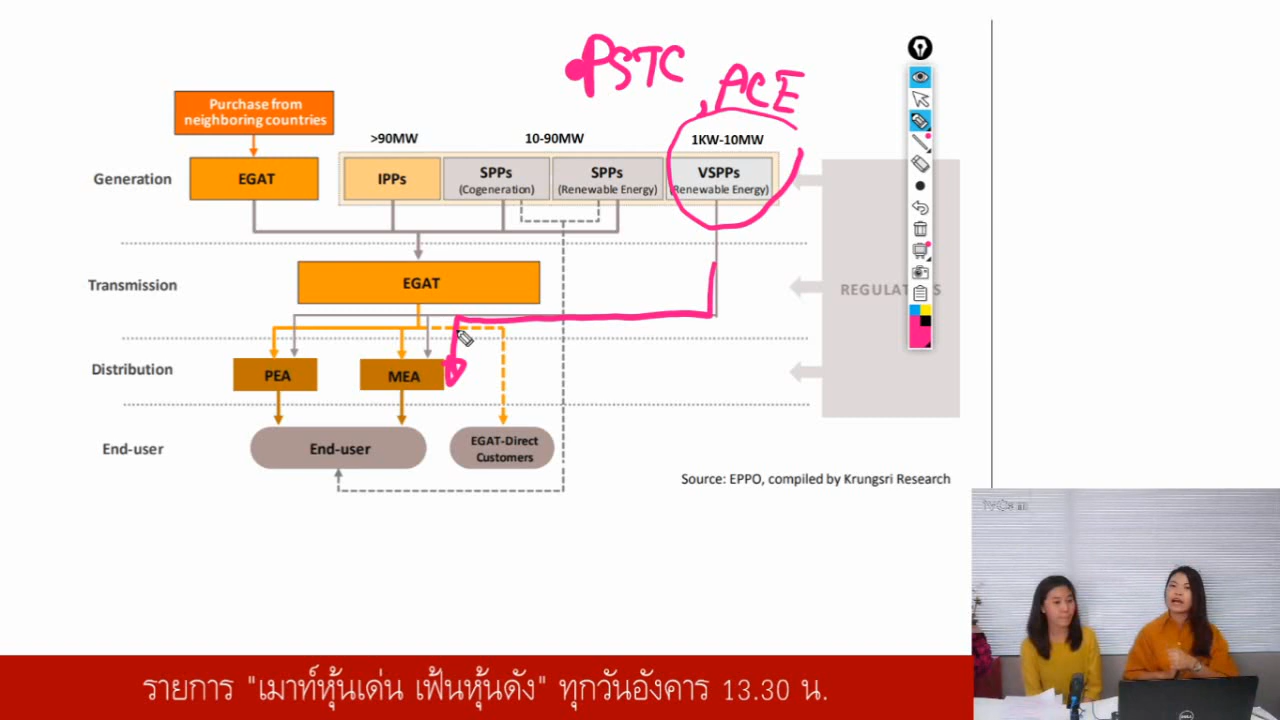 PSTC
, ACE
Purchase from
neighboring countries
>90MW
10-90MW
1KW-10MW
Generation
EGAT
IPPs
SPPs
(Cogeneration)
SPPs
(Renewable Energy)
VSPPs
(Renewable Energy)
Transmission
EGAT
REGULAT
S
Distribution
PEA
MEA
End-user
End-user
EGAT-Direct
Customers
Source: EPPO, compiled by Krungsri Research
DELL
รายการ "เมาท์หุ้นเด่น เฟ้นหุ้นดัง" ทุกวันอังคาร 13.30 น.